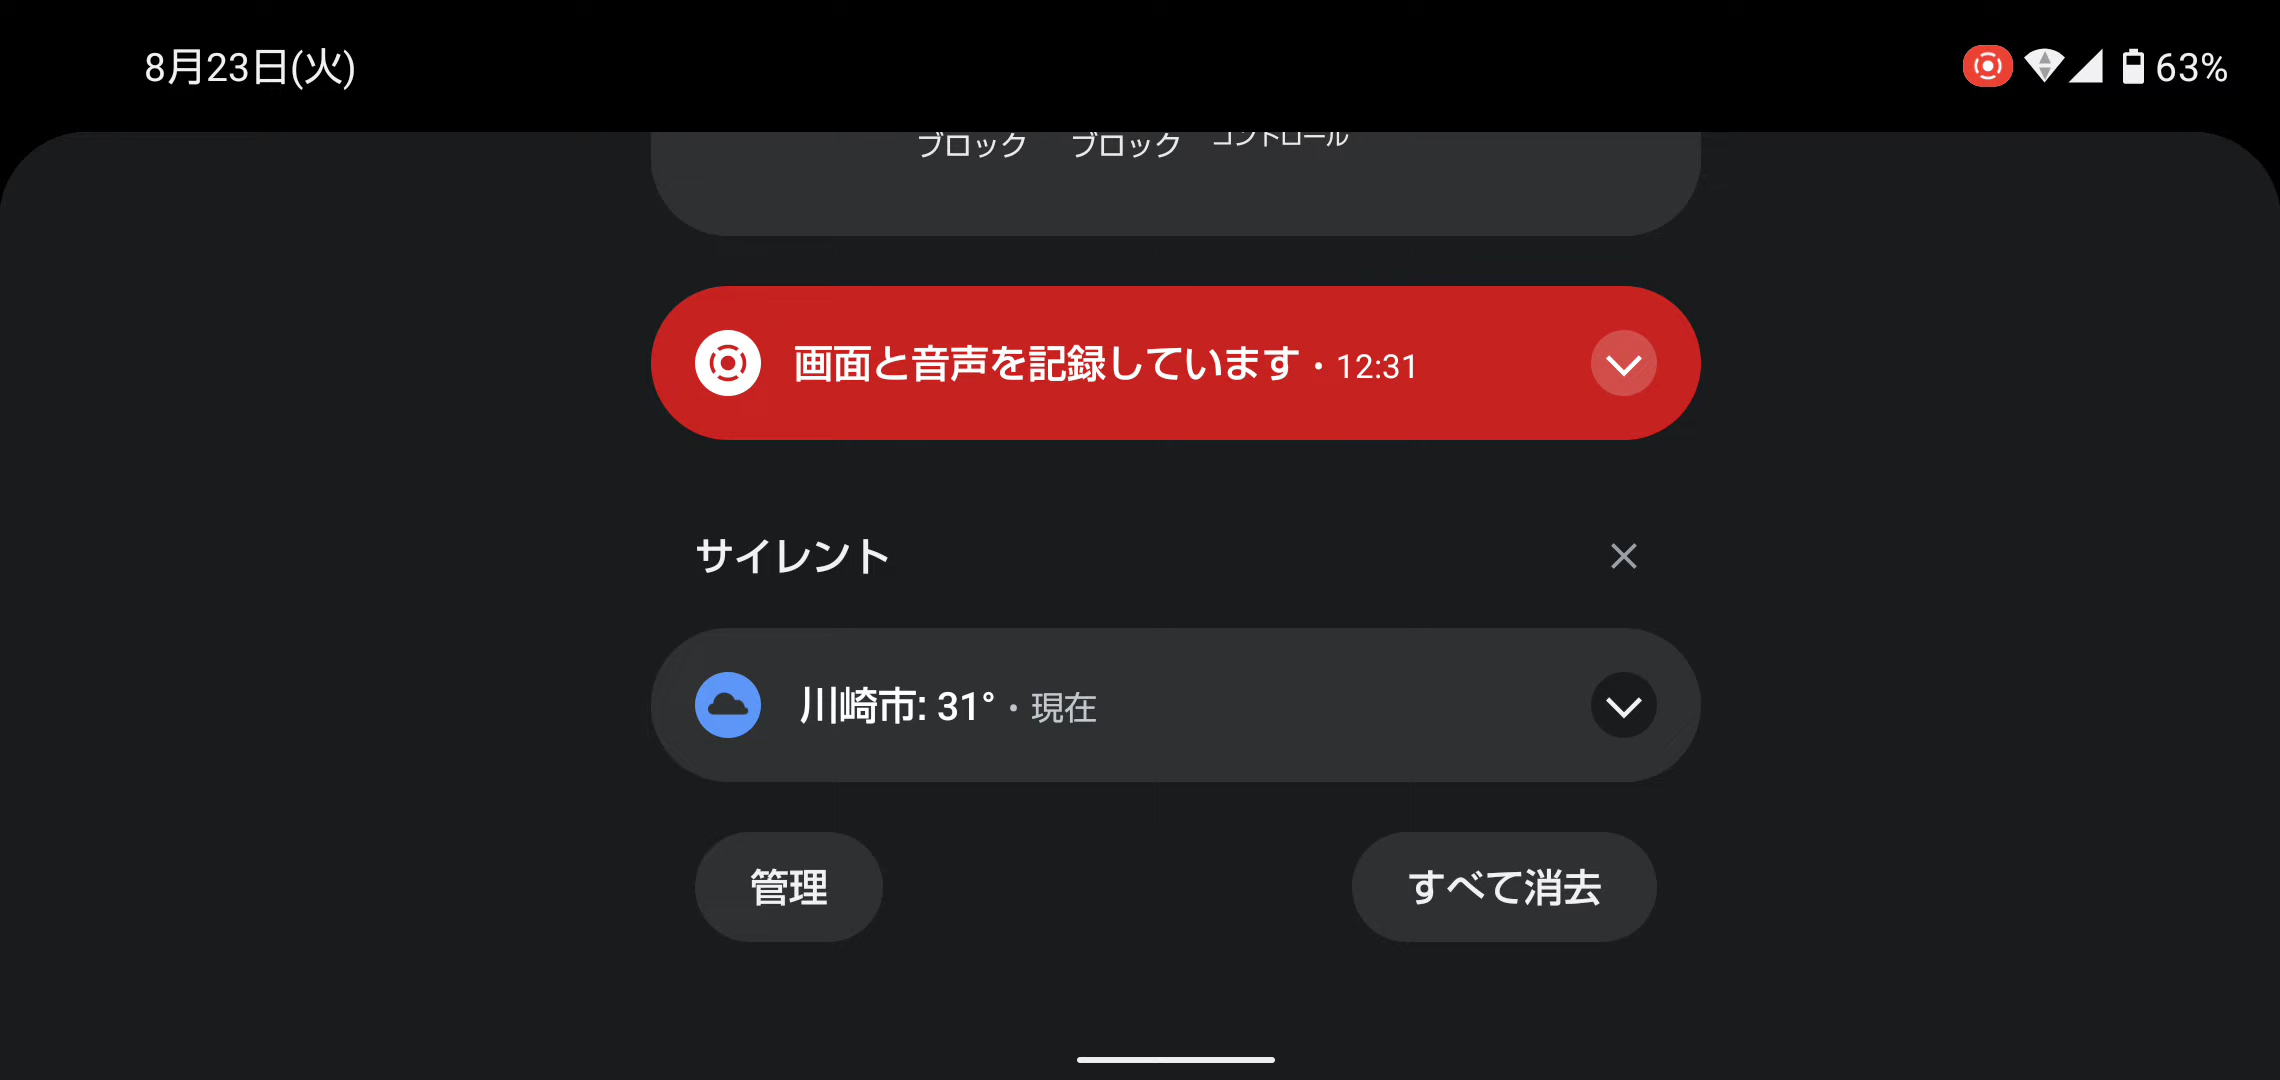 8月23日(火)
63%
ブロック ブロック コントロール
画面と音声を記録しています・12:31
サイレント
川崎市: 31°・現在
管理
すべて消去